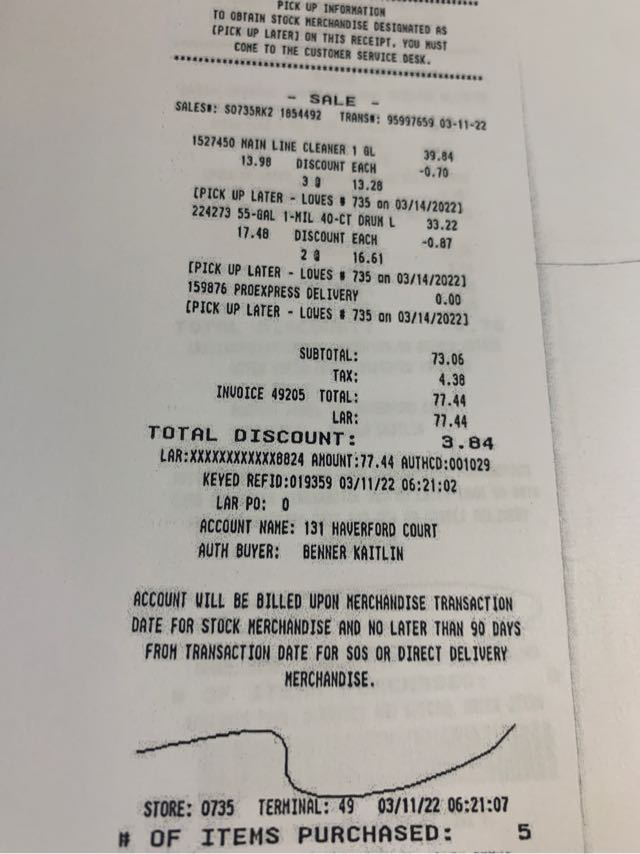 PICK UP INFORMATION
TO OBTAIN STOCK MERCHANDISE DESIGNATED AS
[PICK UP LATER] ON THIS RECEIPT, YOU MUST
COME TO THE CUSTOMER SERVICE DESK.
- SALE -
SALES#: S0735RK2 1854492 TRANS#: 95997659 03-11-22
1527450 MAIN LINE CLEANER 1 GL 39.84
13.98 DISCOUNT EACH -0.70
3 @ 13.28
[PICK UP LATER - LOWES # 735 on 03/14/2022]
224273 55-GAL 1-MIL 40-CT DRUM L 33.22
17.48 DISCOUNT EACH -0.87
2 @ 16.61
[PICK UP LATER - LOWES # 735 on 03/14/2022]
159876 PROEXPRESS DELIVERY 0.00
[PICK UP LATER - LOWES # 735 on 03/14/2022]
SUBTOTAL: 73.06
TAX: 4.38
INVOICE 49205 TOTAL: 77.44
LAR: 77.44
TOTAL DISCOUNT: 3.84
LAR:XXXXXXXXXXXX8824 AMOUNT:77.44 AUTHCD:001029
KEYED REFID:019359 03/11/22 06:21:02
LAR PO: 0
ACCOUNT NAME: 131 HAVERFORD COURT
AUTH BUYER: BENNER KAITLIN
ACCOUNT WILL BE BILLED UPON MERCHANDISE TRANSACTION
DATE FOR STOCK MERCHANDISE AND NO LATER THAN 90 DAYS
FROM TRANSACTION DATE FOR SOS OR DIRECT DELIVERY
MERCHANDISE.
STORE: 0735 TERMINAL: 49 03/11/22 06:21:07
# OF ITEMS PURCHASED: 5